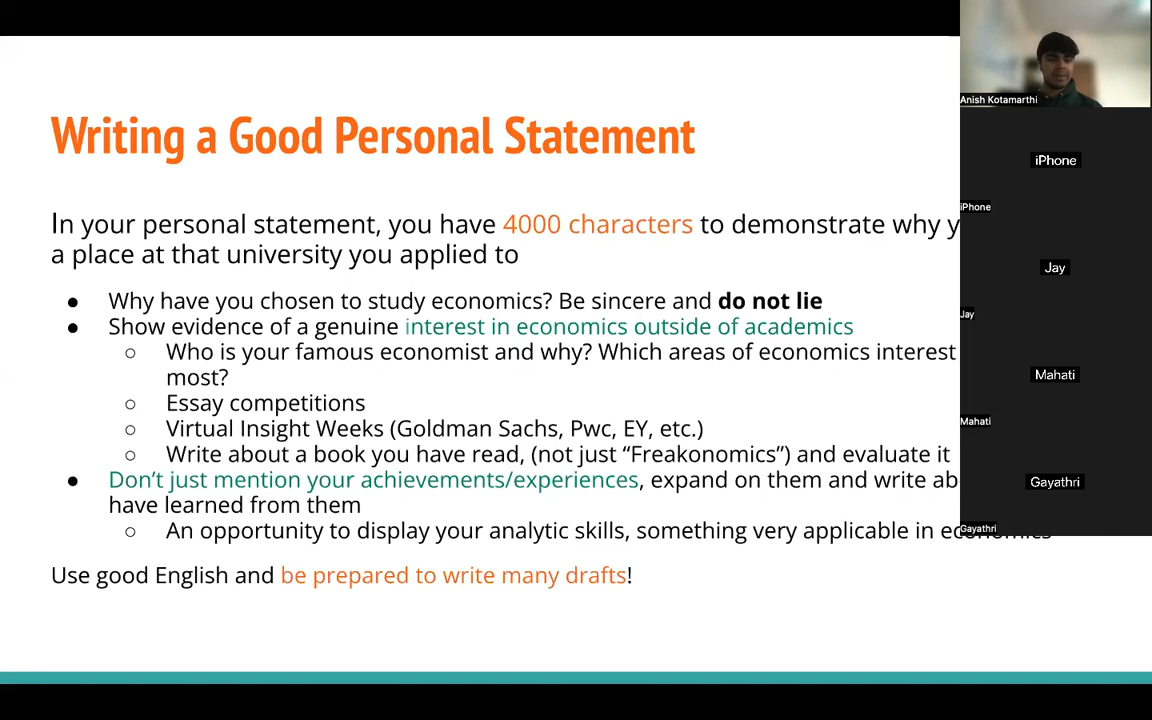 Writing a Good Personal Statement
In your personal statement, you have 4000 characters to demonstrate why
a place at that university you applied to
● Why have you chosen to study economics? Be sincere and do not lie
● Show evidence of a genuine interest in economics outside of academics
○ Who is your famous economist and why? Which areas of economics interest
most?
○ Essay competitions
○ Virtual Insight Weeks (Goldman Sachs, Pwc, EY, etc.)
○ Write about a book you have read, (not just “Freakonomics”) and evaluate it
● Don’t just mention your achievements/experiences, expand on them and write
have learned from them
○ An opportunity to display your analytic skills, something very applicable in economics
Use good English and be prepared to write many drafts!
Anish Kotamarthi
iPhone
iPhone
Jay
Jay
Mahati
Mahati
Gayathri
Gayathri